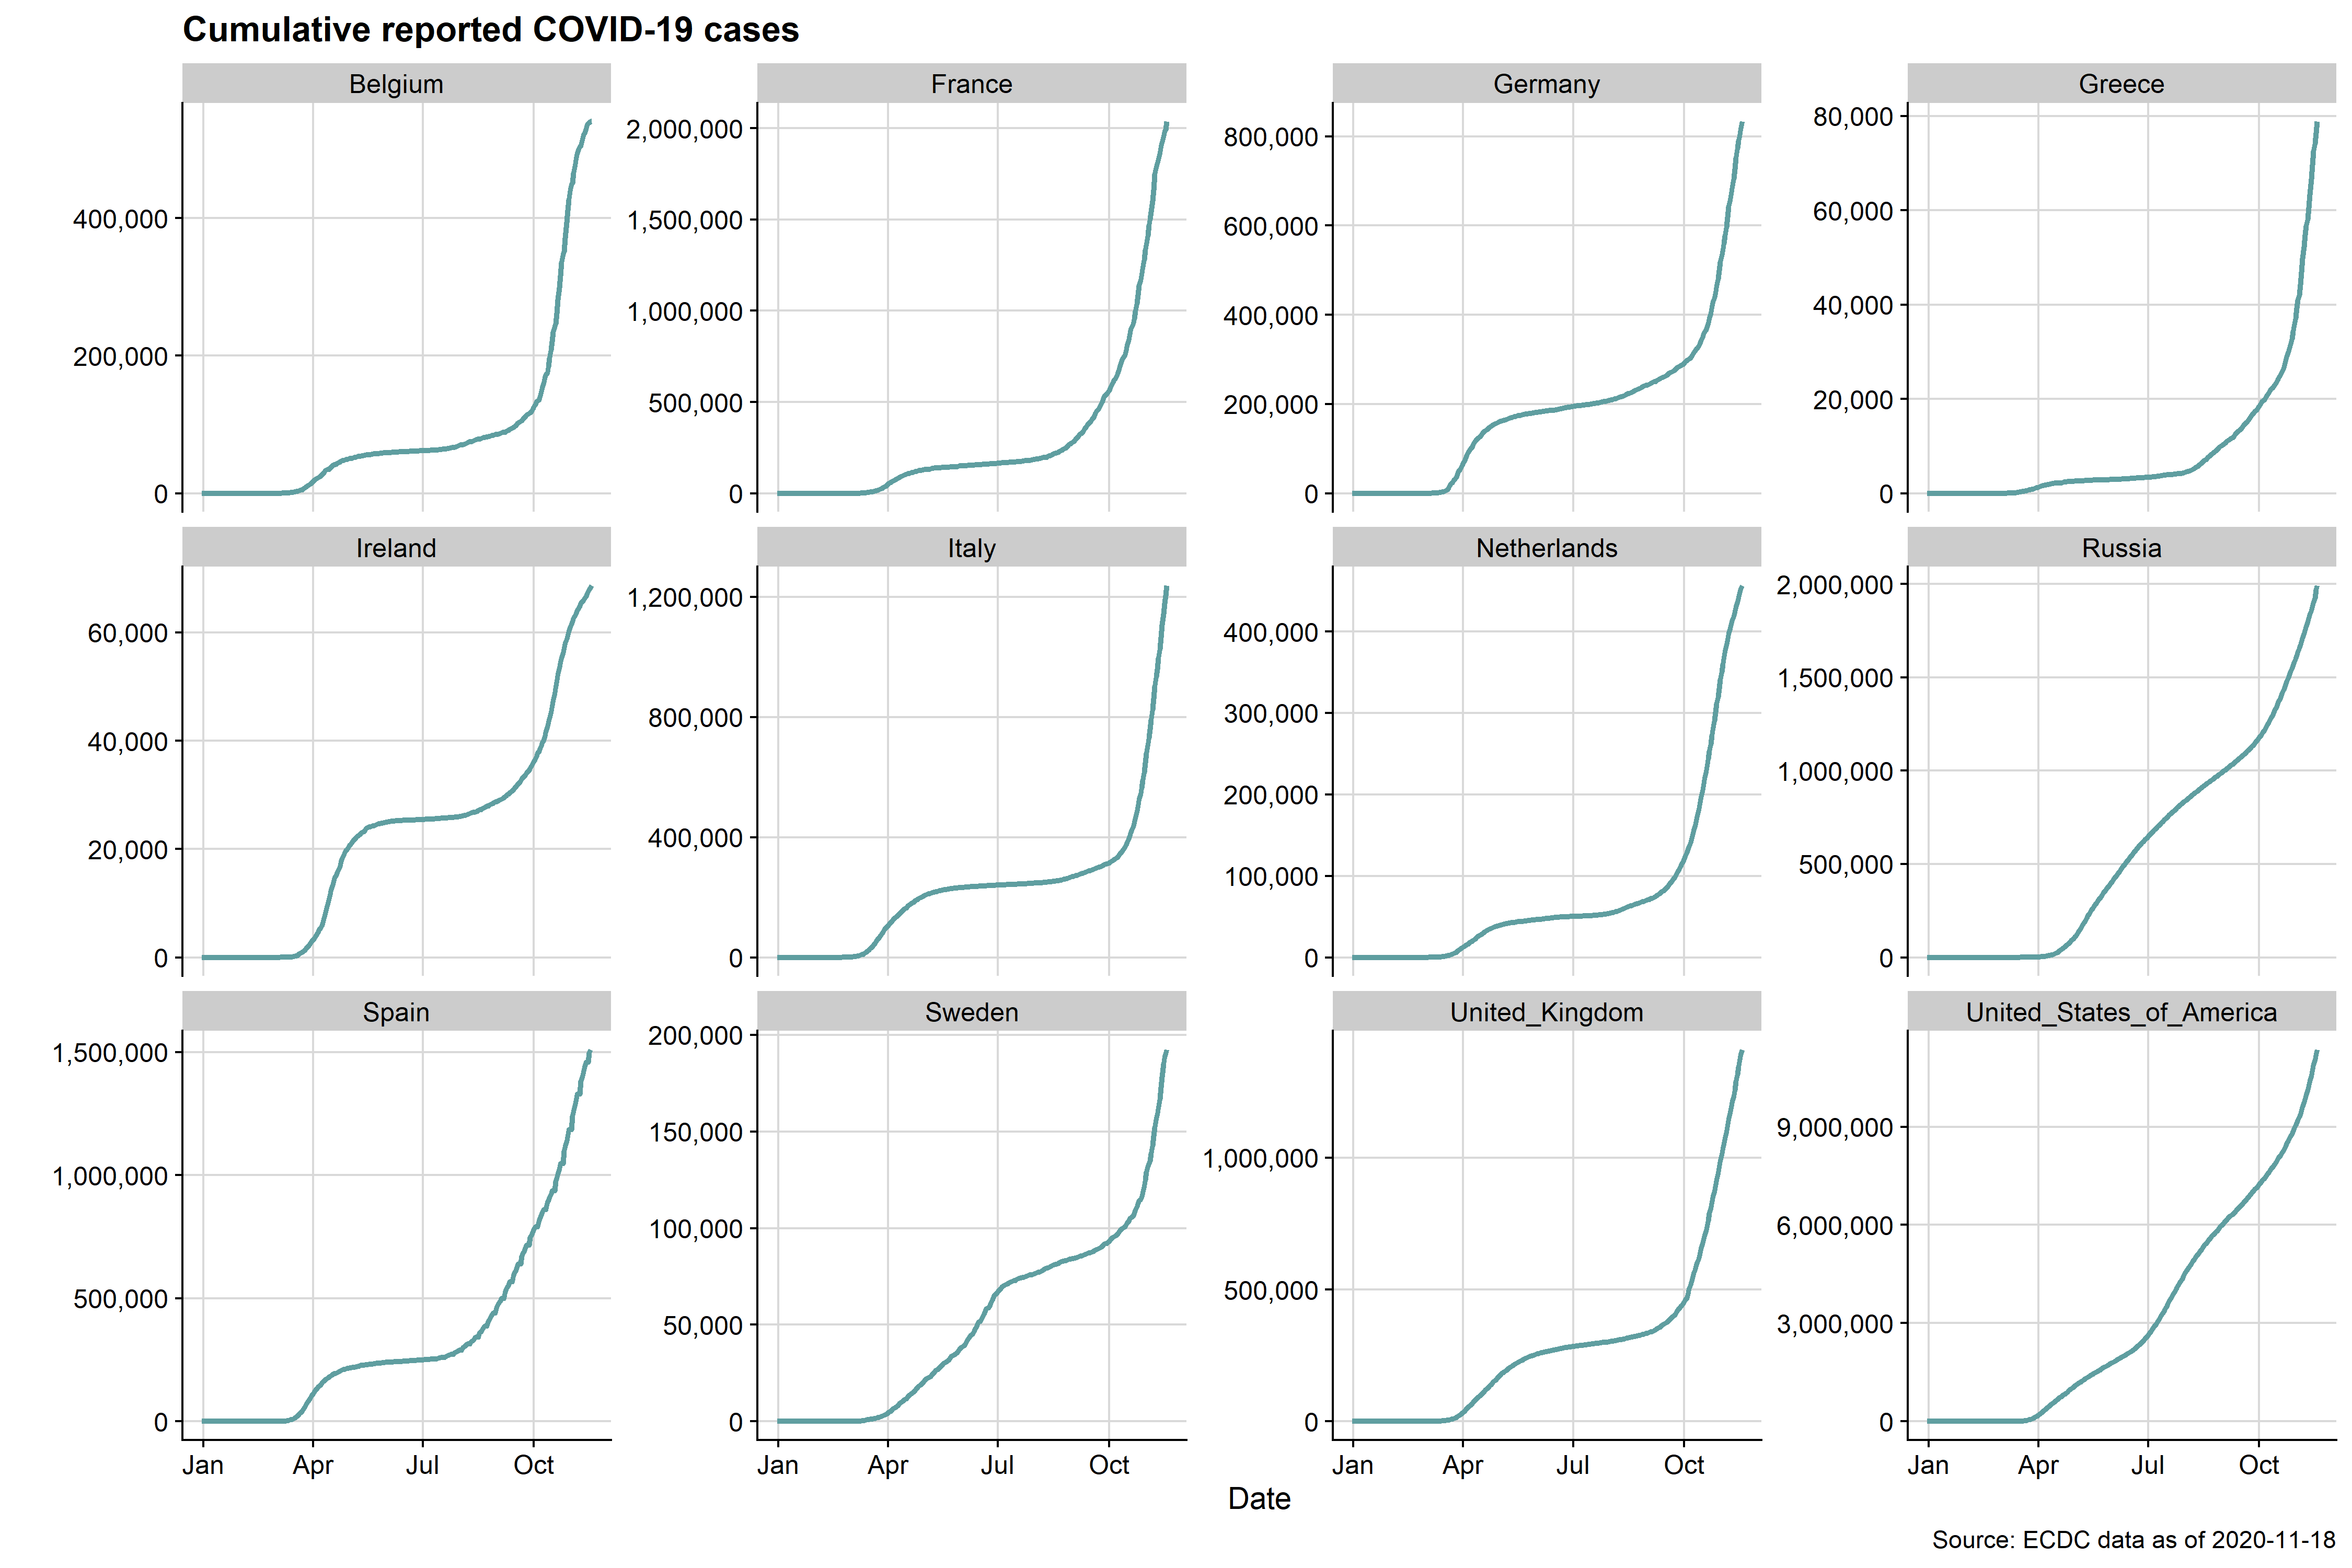 Cumulative reported COVID-19 cases
Belgium
France
Germany
Greece
400,000
200,000
0
2,000,000
1,500,000
1,000,000
500,000
0
800,000
600,000
400,000
200,000
0
80,000
60,000
40,000
20,000
0
Ireland
Italy
Netherlands
Russia
60,000
40,000
20,000
0
1,200,000
800,000
400,000
0
400,000
300,000
200,000
100,000
0
2,000,000
1,500,000
1,000,000
500,000
0
Spain
Sweden
United_Kingdom
United_States_of_America
1,500,000
1,000,000
500,000
0
200,000
150,000
100,000
50,000
0
1,000,000
500,000
0
9,000,000
6,000,000
3,000,000
0
Jan Apr Jul Oct
Jan Apr Jul Oct
Jan Apr Jul Oct
Jan Apr Jul Oct
Date
Source: ECDC data as of 2020-11-18